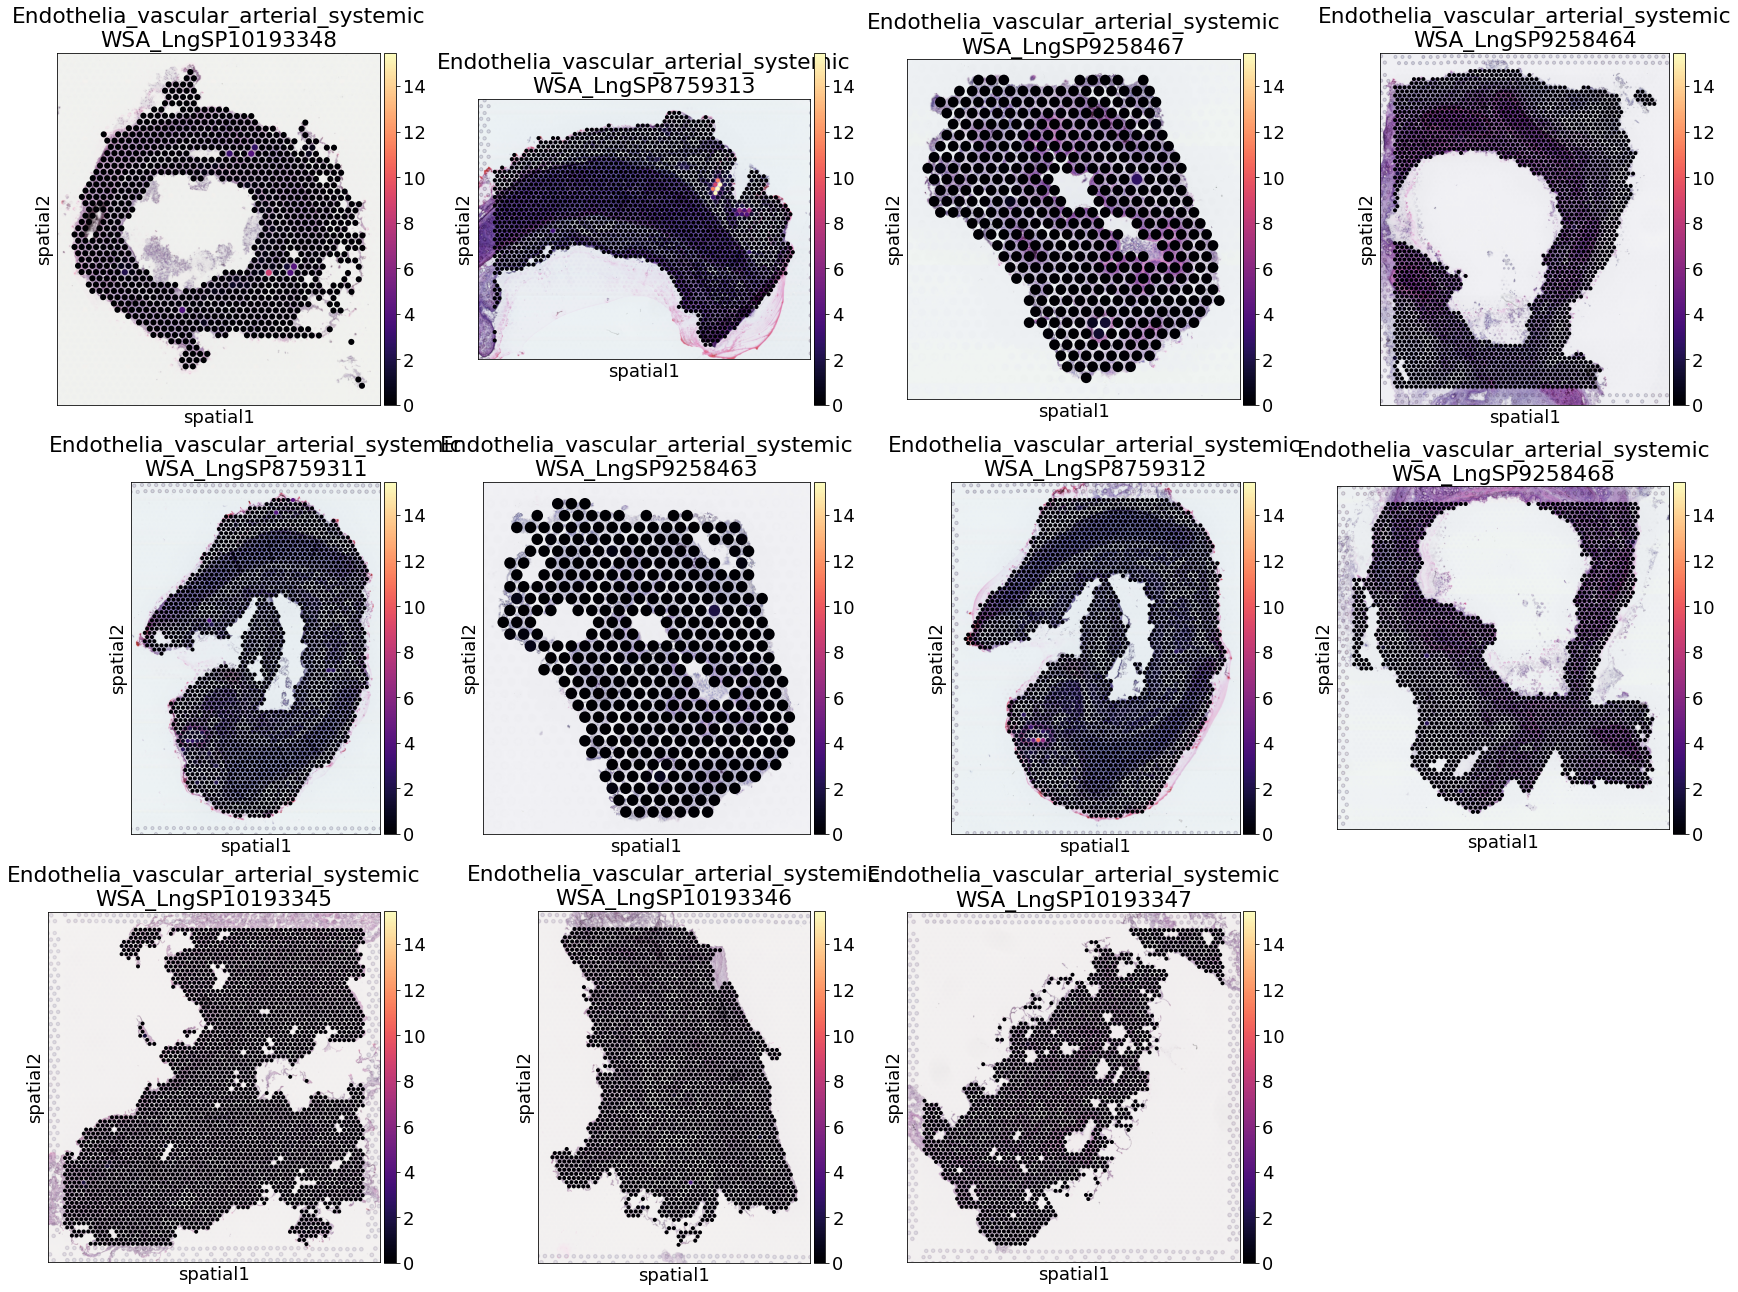 Endothelia_vascular_arterial_systemic
WSA_LngSP10193348
spatial2
spatial1
14
12
10
8
6
4
2
0
Endothelia_vascular_arterial_systemic
WSA_LngSP8759313
spatial2
spatial1
14
12
10
8
6
4
2
0
Endothelia_vascular_arterial_systemic
WSA_LngSP9258467
spatial2
spatial1
14
12
10
8
6
4
2
0
Endothelia_vascular_arterial_systemic
WSA_LngSP9258464
spatial2
spatial1
14
12
10
8
6
4
2
0
Endothelia_vascular_arterial_systemic
WSA_LngSP8759311
spatial2
spatial1
14
12
10
8
6
4
2
0
Endothelia_vascular_arterial_systemic
WSA_LngSP9258463
spatial2
spatial1
14
12
10
8
6
4
2
0
Endothelia_vascular_arterial_systemic
WSA_LngSP8759312
spatial2
spatial1
14
12
10
8
6
4
2
0
Endothelia_vascular_arterial_systemic
WSA_LngSP9258468
spatial2
spatial1
14
12
10
8
6
4
2
0
Endothelia_vascular_arterial_systemic
WSA_LngSP10193345
spatial2
spatial1
14
12
10
8
6
4
2
0
Endothelia_vascular_arterial_systemic
WSA_LngSP10193346
spatial2
spatial1
14
12
10
8
6
4
2
0
Endothelia_vascular_arterial_systemic
WSA_LngSP10193347
spatial2
spatial1
14
12
10
8
6
4
2
0